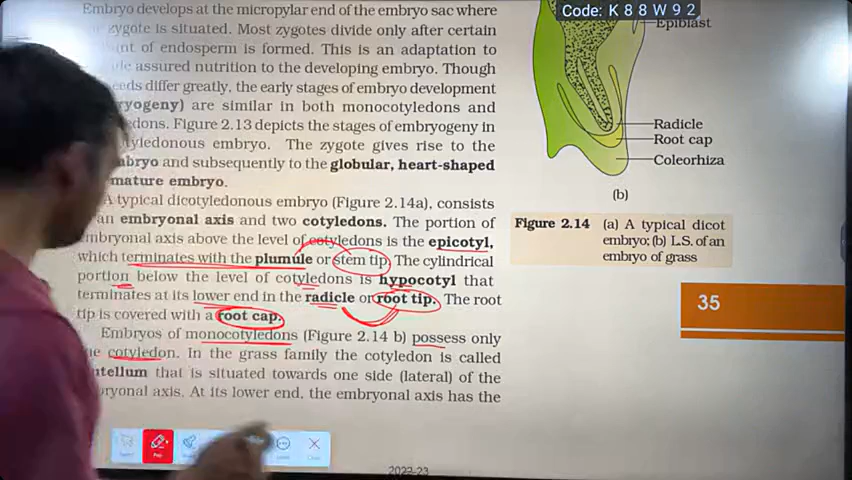 Code: K 8 8 W 9 2
Embryo develops at the micropylar end of the embryo sac where
zygote is situated. Most zygotes divide only after certain
of endosperm is formed. This is an adaptation to
assured nutrition to the developing embryo. Though
differ greatly, the early stages of embryo development
are similar in both monocotyledons and
Figure 2.13 depicts the stages of embryogeny in
embryo. The zygote gives rise to the
and subsequently to the globular, heart-shaped
mature embryo.
A typical dicotyledonous embryo (Figure 2.14a), consists
an embryonal axis and two cotyledons. The portion of
embryonal axis above the level of cotyledons is the epicotyl,
which terminates with the plumule or stem tip. The cylindrical
portion below the level of cotyledons is hypocotyl that
terminates at its lower end in the radicle or root tip. The root
tip is covered with a root cap.
Embryos of monocotyledons (Figure 2.14 b) possess only
cotyledon. In the grass family the cotyledon is called
that is situated towards one side (lateral) of the
axis. At its lower end, the embryonal axis has the
Epiblast
Radicle
Root cap
Coleorhiza
(b)
Figure 2.14 (a) A typical dicot
embryo; (b) L.S. of an
embryo of grass
35
2022-23